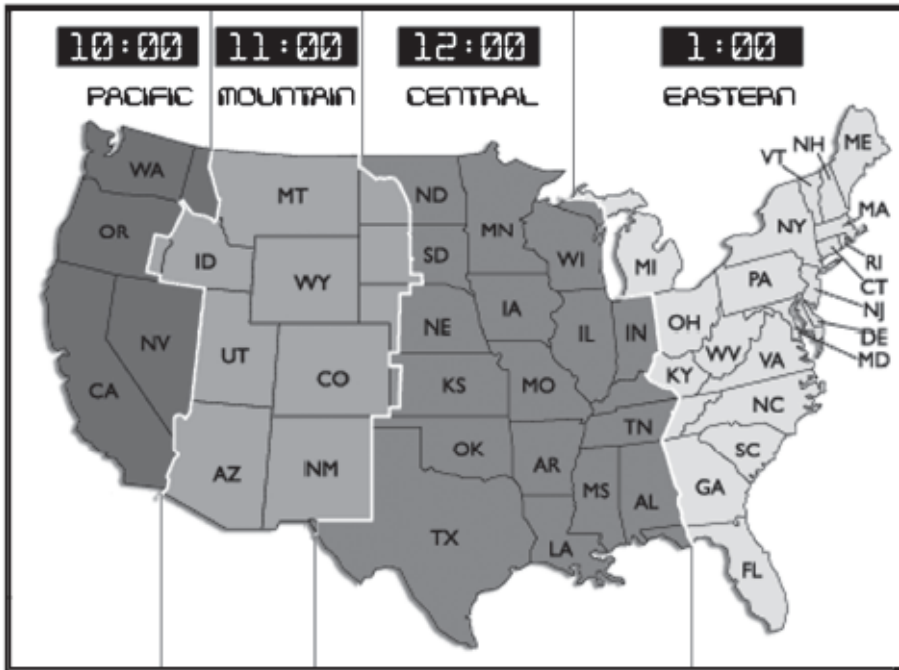 10:00 11:00 12:00 1:00
PACIFIC MOUNTAIN CENTRAL EASTERN
WA MT ND MN VT NH ME
OR ID WY SD WI MI NY MA
RI
CT
PA NJ
NV UT CO NE IA IL IN OH WV VA DE
MD
CA KS MO KY NC
AZ NM OK AR TN SC
TX LA MS AL GA
FL